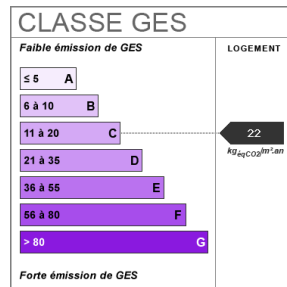 CLASSE GES
Faible émission de GES
LOGEMENT
≤ 5 A
6 à 10 B
11 à 20 C
22
kgéqCO2/m².an
21 à 35 D
36 à 55 E
56 à 80 F
> 80 G
Forte émission de GES